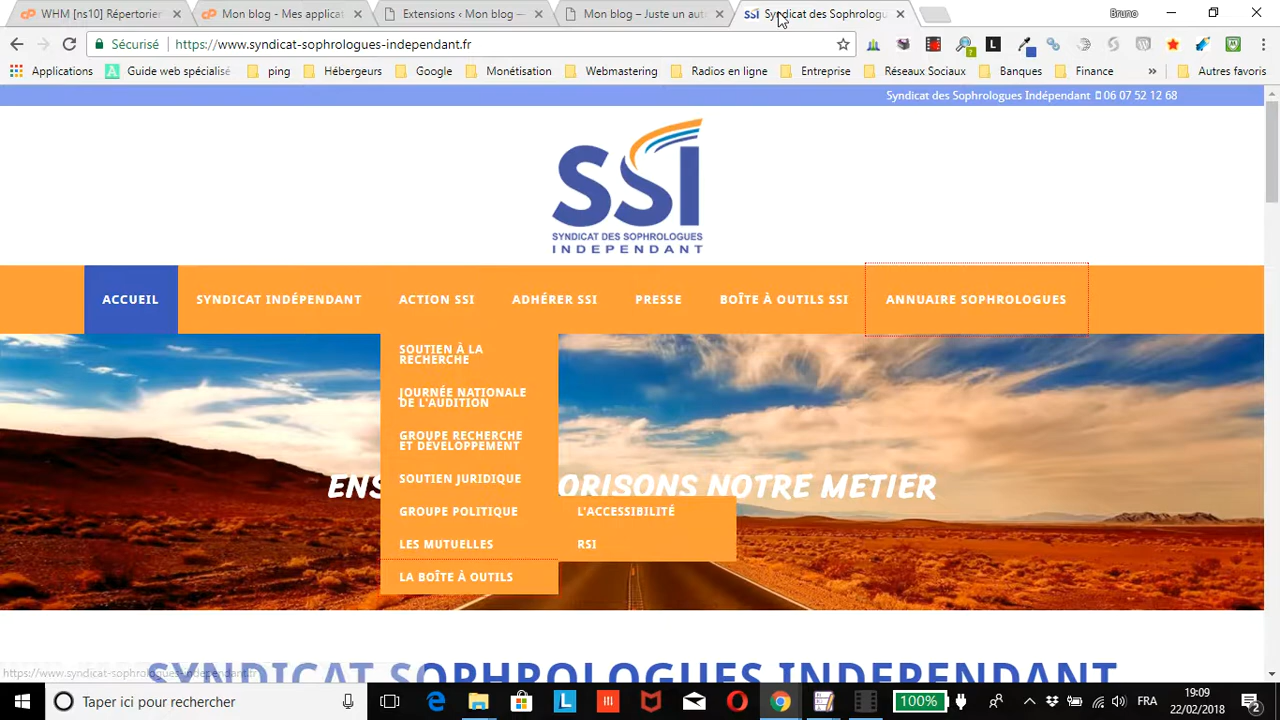 WHM [ns10] Répertoire
Mon blog - Mes applicat
Extensions ‹ Mon blog —
Mon blog – Juste un auto
SSI Syndicat des Sophrologu
Bruno
Sécurisé https://www.syndicat-sophrologues-independant.fr
Applications Guide web spécialisé ping Hébergeurs Google Monétisation Webmastering Radios en ligne Entreprise Réseaux Sociaux Banques Finance » Autres favoris
Syndicat des Sophrologues Indépendant 06 07 52 12 68
SSI
SYNDICAT DES SOPHROLOGUES
INDEPENDANT
ACCUEIL SYNDICAT INDÉPENDANT ACTION SSI ADHÉRER SSI PRESSE BOÎTE À OUTILS SSI ANNUAIRE SOPHROLOGUES
SOUTIEN À LA
RECHERCHE
JOURNÉE NATIONALE
DE L'AUDITION
GROUPE RECHERCHE
ET DÉVELOPPEMENT
SOUTIEN JURIDIQUE
ENS ORISONS NOTRE METIER
GROUPE POLITIQUE L'ACCESSIBILITÉ
LES MUTUELLES RSI
LA BOÎTE À OUTILS
SYNDICAT SOPHROLOGUES INDEPENDANT
https://www.syndicat-sophrologues-independant.fr
Taper ici pour rechercher
100%
FRA
19:09
22/02/2018
2